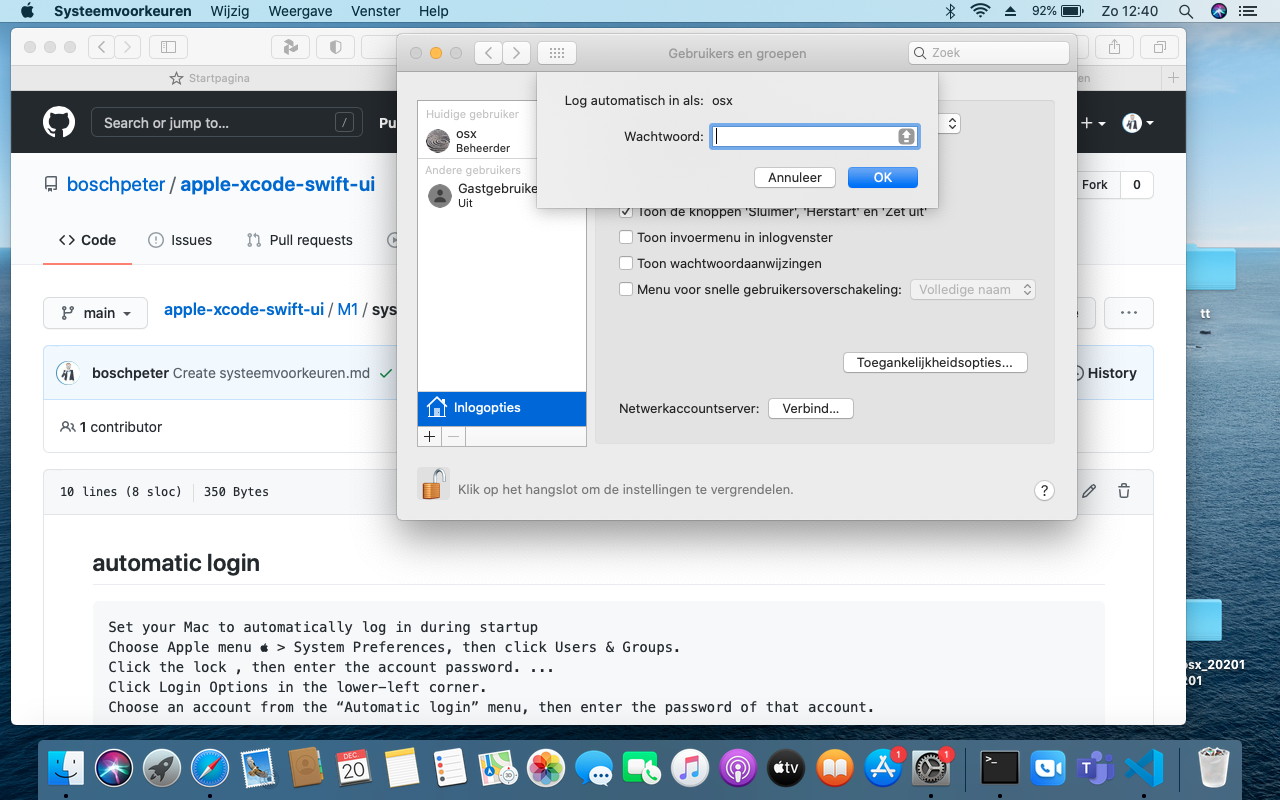 Systeemvoorkeuren Wijzig Weergave Venster Help 92% Zo 12:40
Gebruikers en groepen Zoek
Startpagina en
Log automatisch in als: osx
Wachtwoord:
Annuleer OK
Huidige gebruiker
osx
Beheerder
Andere gebruikers
Gastgebruike
Uit
Toon de knoppen 'Sluimer', 'Herstart' en 'Zet uit'
Toon invoermenu in inlogvenster
Toon wachtwoordaanwijzingen
Menu voor snelle gebruikersoverschakeling: Volledige naam
Toegankelijkheidsopties...
Inlogopties
Netwerkaccountserver: Verbind...
Klik op het hangslot om de instellingen te vergrendelen. ?
Search or jump to... / Pu
boschpeter / apple-xcode-swift-ui Fork 0
Code Issues Pull requests
main apple-xcode-swift-ui / M1 / sys
boschpeter Create systeemvoorkeuren.md History
1 contributor
10 lines (8 sloc) 350 Bytes
automatic login
Set your Mac to automatically log in during startup
Choose Apple menu  > System Preferences, then click Users & Groups.
Click the lock , then enter the account password. ...
Click Login Options in the lower-left corner.
Choose an account from the “Automatic login” menu, then enter the password of that account.
tt
osx_20201
201
DEC
20
tv
1
1
>_
T